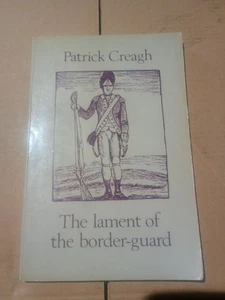 Patrick Creagh
The lament of
the border-guard